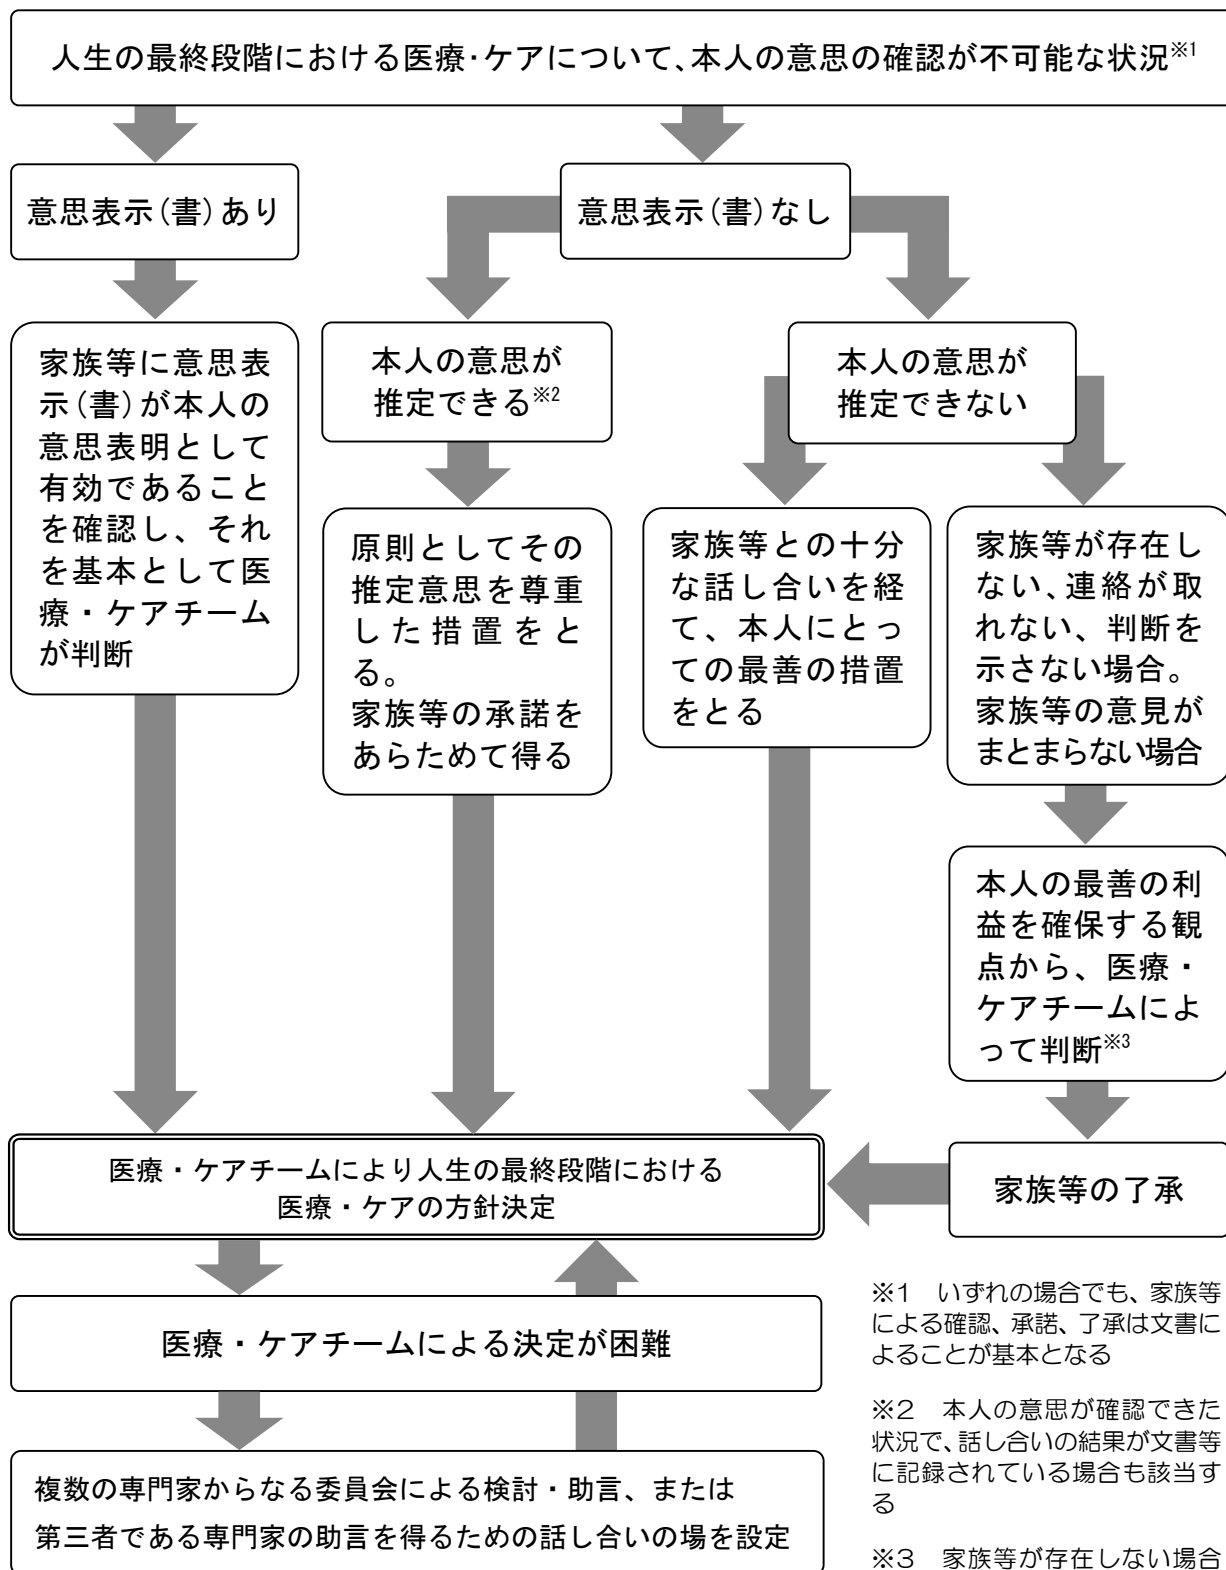 人生の最終段階における医療・ケアについて、本人の意思の確認が不可能な状況※1
意思表示(書)あり
意思表示(書)なし
家族等に意思表
示(書)が本人の
意思表明として
有効であること
を確認し、それ
を基本として医
療・ケアチーム
が判断
本人の意思が
推定できる※2
本人の意思が
推定できない
原則としてその
推定意思を尊重
した措置をと
る。
家族等の承諾を
あらためて得る
家族等との十分
な話し合いを経
て、本人にとっ
ての最善の措置
をとる
家族等が存在し
ない、連絡が取
れない、判断を
示さない場合。
家族等の意見が
まとまらない場合
本人の最善の利
益を確保する観
点から、医療・
ケアチームによ
って判断※3
家族等の了承
医療・ケアチームにより人生の最終段階における
医療・ケアの方針決定
医療・ケアチームによる決定が困難
複数の専門家からなる委員会による検討・助言、または
第三者である専門家の助言を得るための話し合いの場を設定
※1　いずれの場合でも、家族等
による確認、承諾、了承は文書に
よることが基本となる
※2　本人の意思が確認できた
状況で、話し合いの結果が文書等
に記録されている場合も該当す
る
※3　家族等が存在しない場合